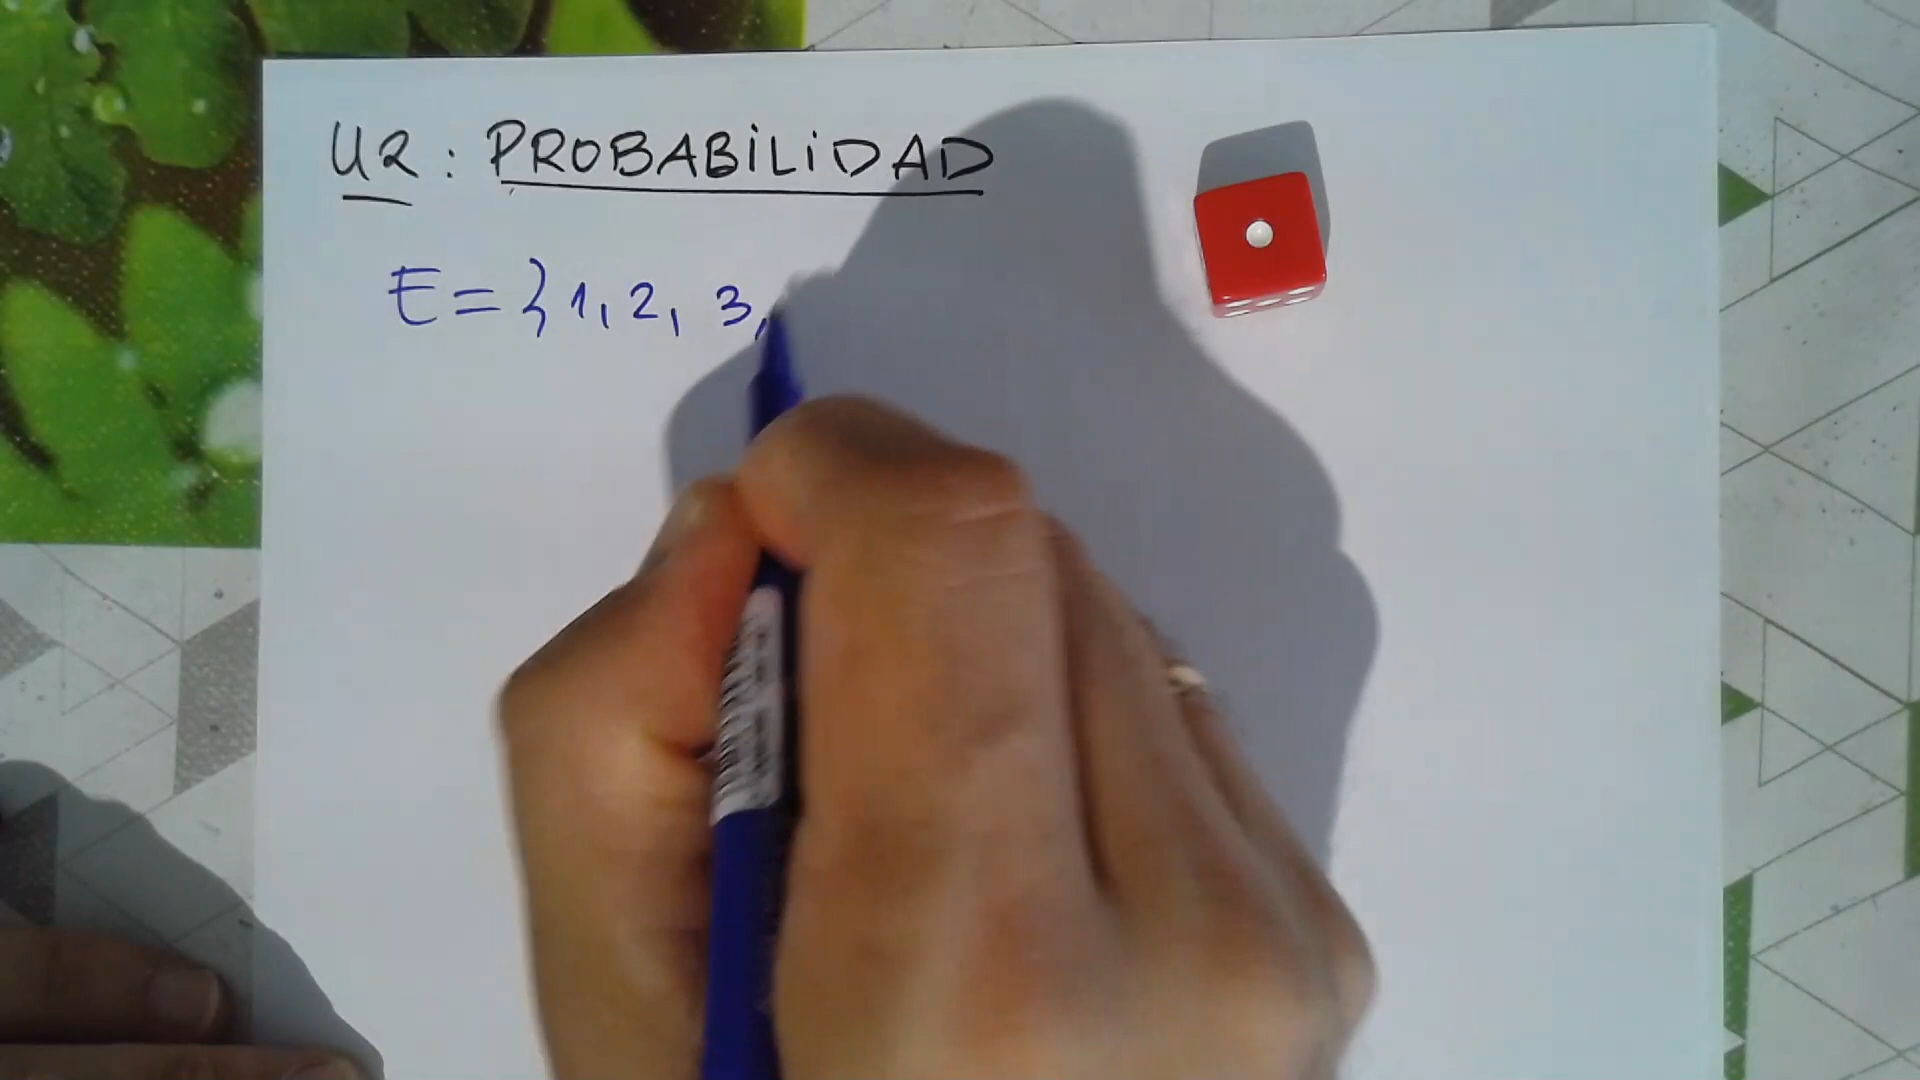 U2: PROBABILIDAD
E = }1, 2, 3,